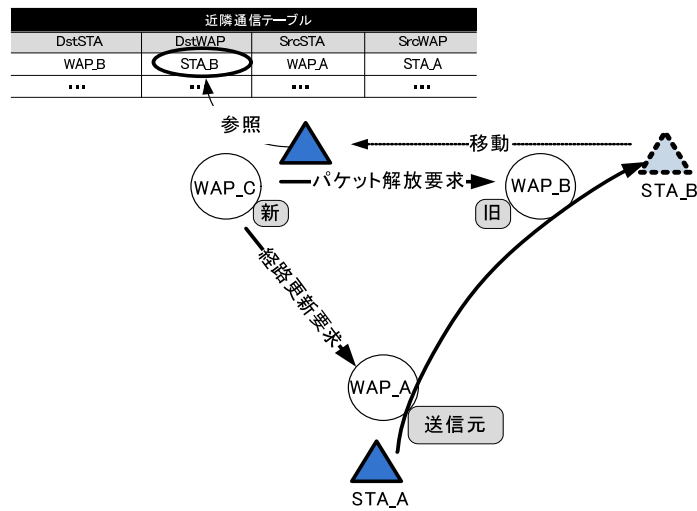 近隣通信テーブル
DstSTA DstWAP SrcSTA SrcWAP
WAP_B STA_B WAP_A STA_A
... ... ... ...
参照
移動
WAP_C パケット解放要求 WAP_B
STA_B
新
旧
経路更新要求
WAP_A
送信元
STA_A